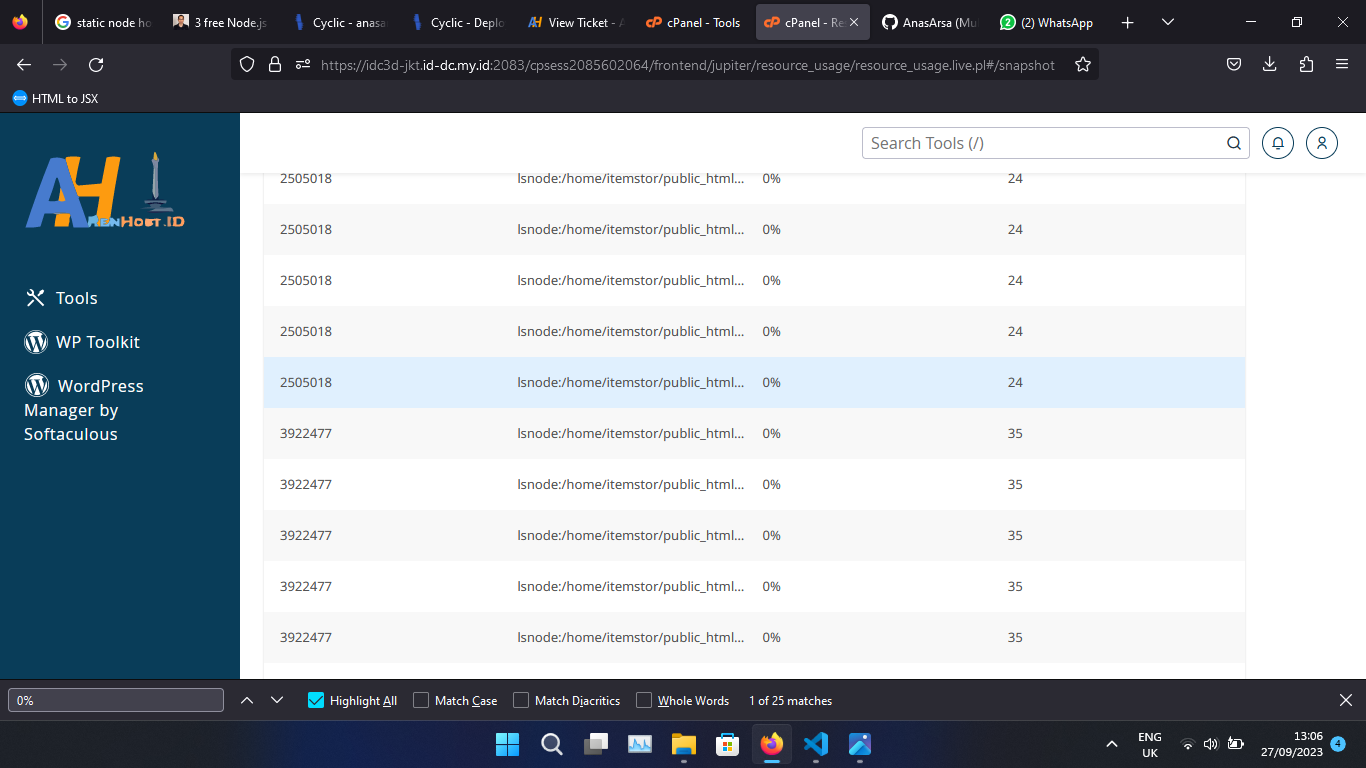 static node ho
3 free Node.js
Cyclic - anasa
Cyclic - Deplo
View Ticket - A
cPanel - Tools
cPanel - Re
AnasArsa (Mu
(2) WhatsApp
https://idc3d-jkt.id-dc.my.id:2083/cpsess2085602064/frontend/jupiter/resource_usage/resource_usage.live.pl#/snapshot
HTML to JSX
AH
ArenHost.ID
Search Tools (/)
Tools
WP Toolkit
WordPress
Manager by
Softaculous
2505018 lsnode:/home/itemstor/public_html... 0% 24
2505018 lsnode:/home/itemstor/public_html... 0% 24
2505018 lsnode:/home/itemstor/public_html... 0% 24
2505018 lsnode:/home/itemstor/public_html... 0% 24
2505018 lsnode:/home/itemstor/public_html... 0% 24
3922477 lsnode:/home/itemstor/public_html... 0% 35
3922477 lsnode:/home/itemstor/public_html... 0% 35
3922477 lsnode:/home/itemstor/public_html... 0% 35
3922477 lsnode:/home/itemstor/public_html... 0% 35
3922477 lsnode:/home/itemstor/public_html... 0% 35
0%
Highlight All
Match Case
Match Diacritics
Whole Words
1 of 25 matches
ENG
UK
13:06
27/09/2023
4